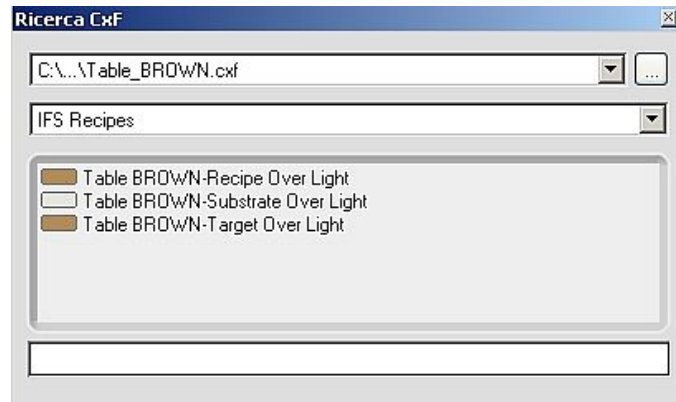 Ricerca CxF
C:\...\Table_BROWN.cxf
...
IFS Recipes
Table BROWN-Recipe Over Light
Table BROWN-Substrate Over Light
Table BROWN-Target Over Light